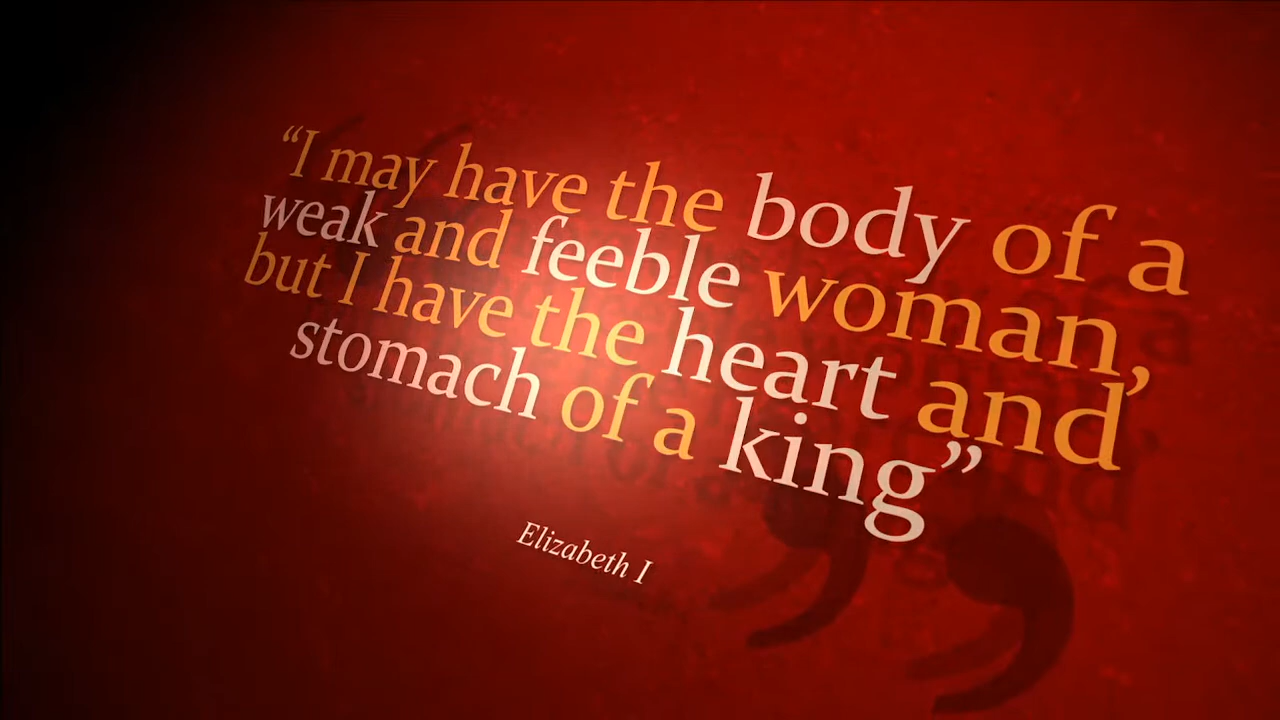 “I may have the body of a
weak and feeble woman,
but I have the heart and
stomach of a king”
Elizabeth I